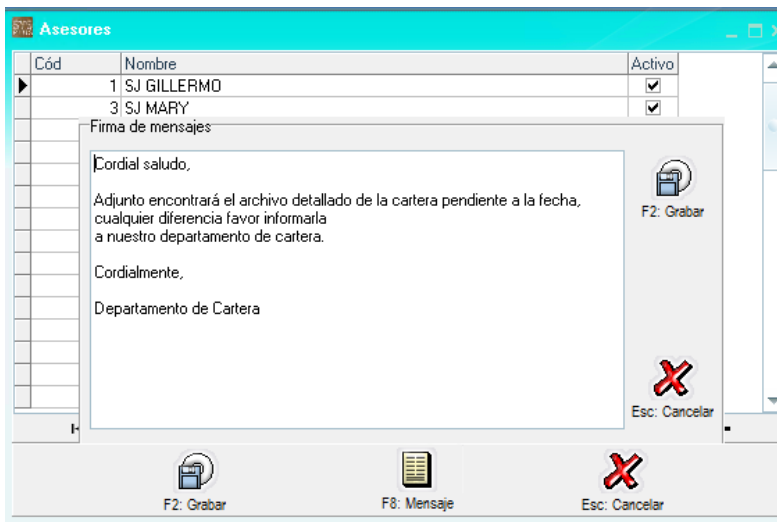 Asesores
Cód Nombre Activo
1 SJ GILLERMO
3 SJ MARY
Firma de mensajes
Cordial saludo,
Adjunto encontrará el archivo detallado de la cartera pendiente a la fecha,
cualquier diferencia favor informarla
a nuestro departamento de cartera.
Cordialmente,
Departamento de Cartera
F2: Grabar
Esc: Cancelar
F2: Grabar F8: Mensaje Esc: Cancelar